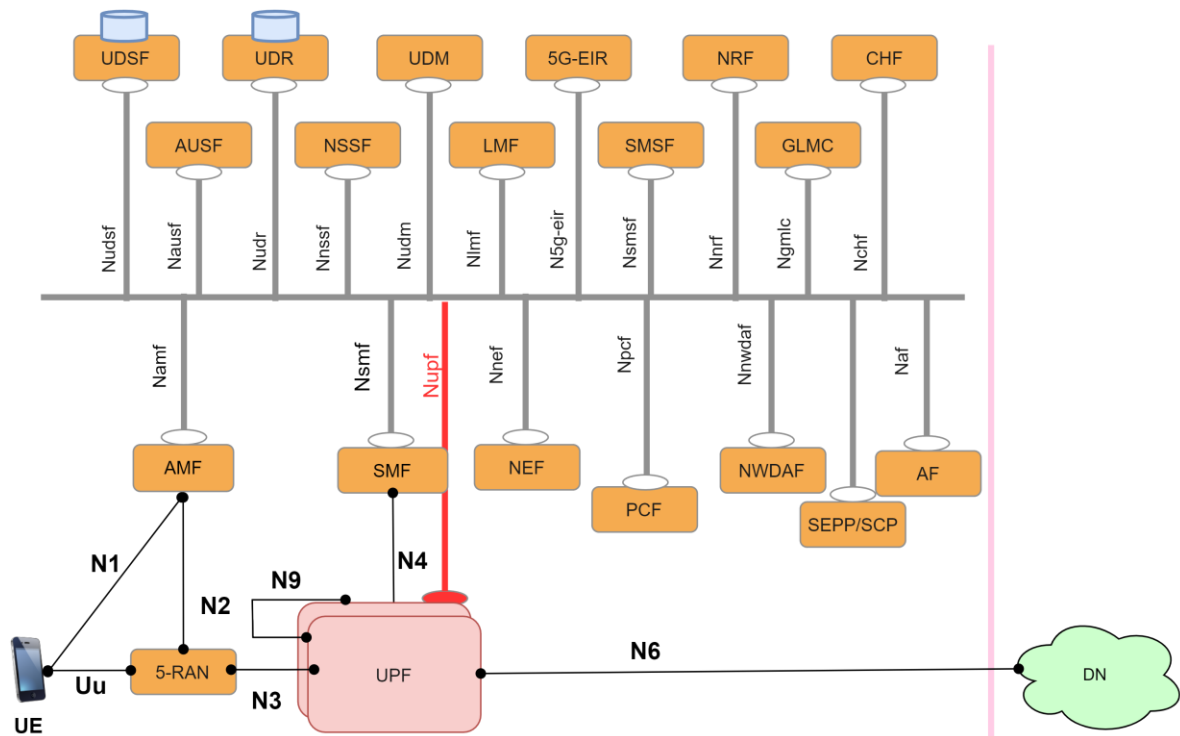 UDSF
UDR
UDM
5G-EIR
NRF
CHF
AUSF
NSSF
LMF
SMSF
GLMC
Nudsf
Nausf
Nudr
Nnssf
Nudm
Nlmf
N5g-eir
Nsmsf
Nnrf
Ngmlc
Nchf
Namf
Nsmf
Nupf
Nnef
Npcf
Nnwdaf
Naf
AMF
SMF
NEF
NWDAF
AF
PCF
SEPP/SCP
N1
N2
N9
N4
N6
5-RAN
UPF
DN
Uu
N3
UE